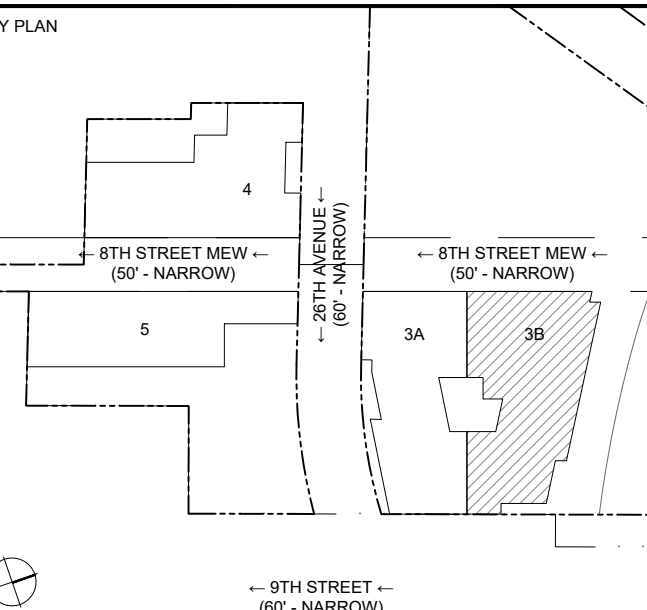 Y PLAN
4
← 8TH STREET MEW ←
(50' - NARROW)
← 26TH AVENUE ←
(60' - NARROW)
← 8TH STREET MEW ←
(50' - NARROW)
5
3A
3B
← 9TH STREET ←
(60' - NARROW)